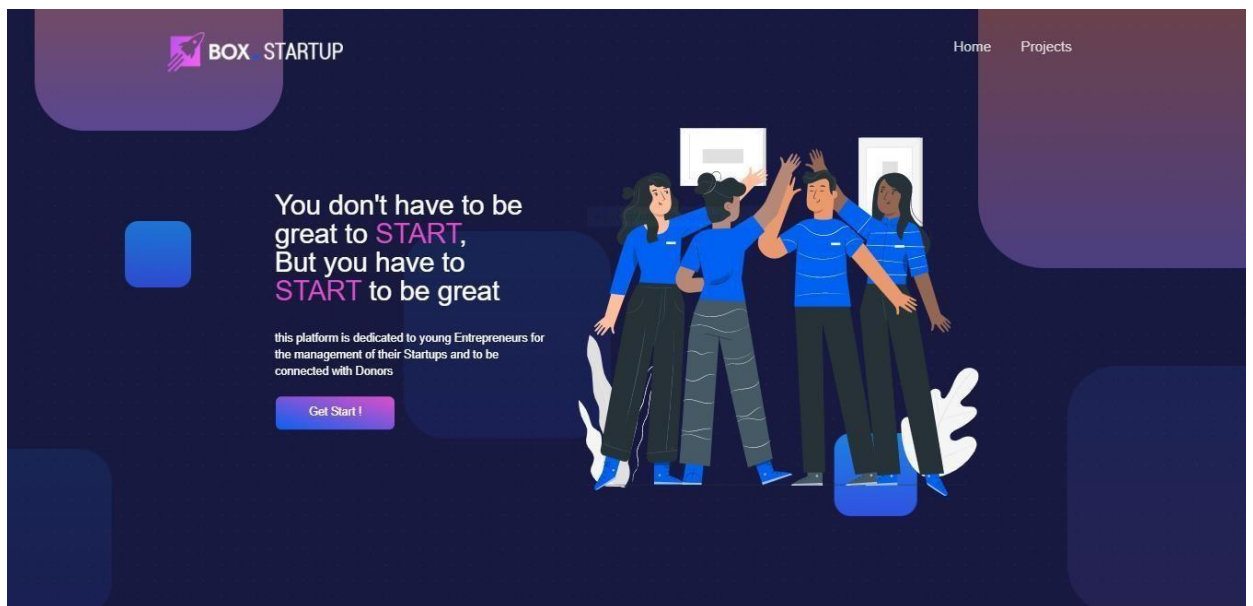 BOX_STARTUP
Home
Projects
You don't have to be
great to START,
But you have to
START to be great
this platform is dedicated to young Entrepreneurs for
the management of their Startups and to be
connected with Donors
Get Start !